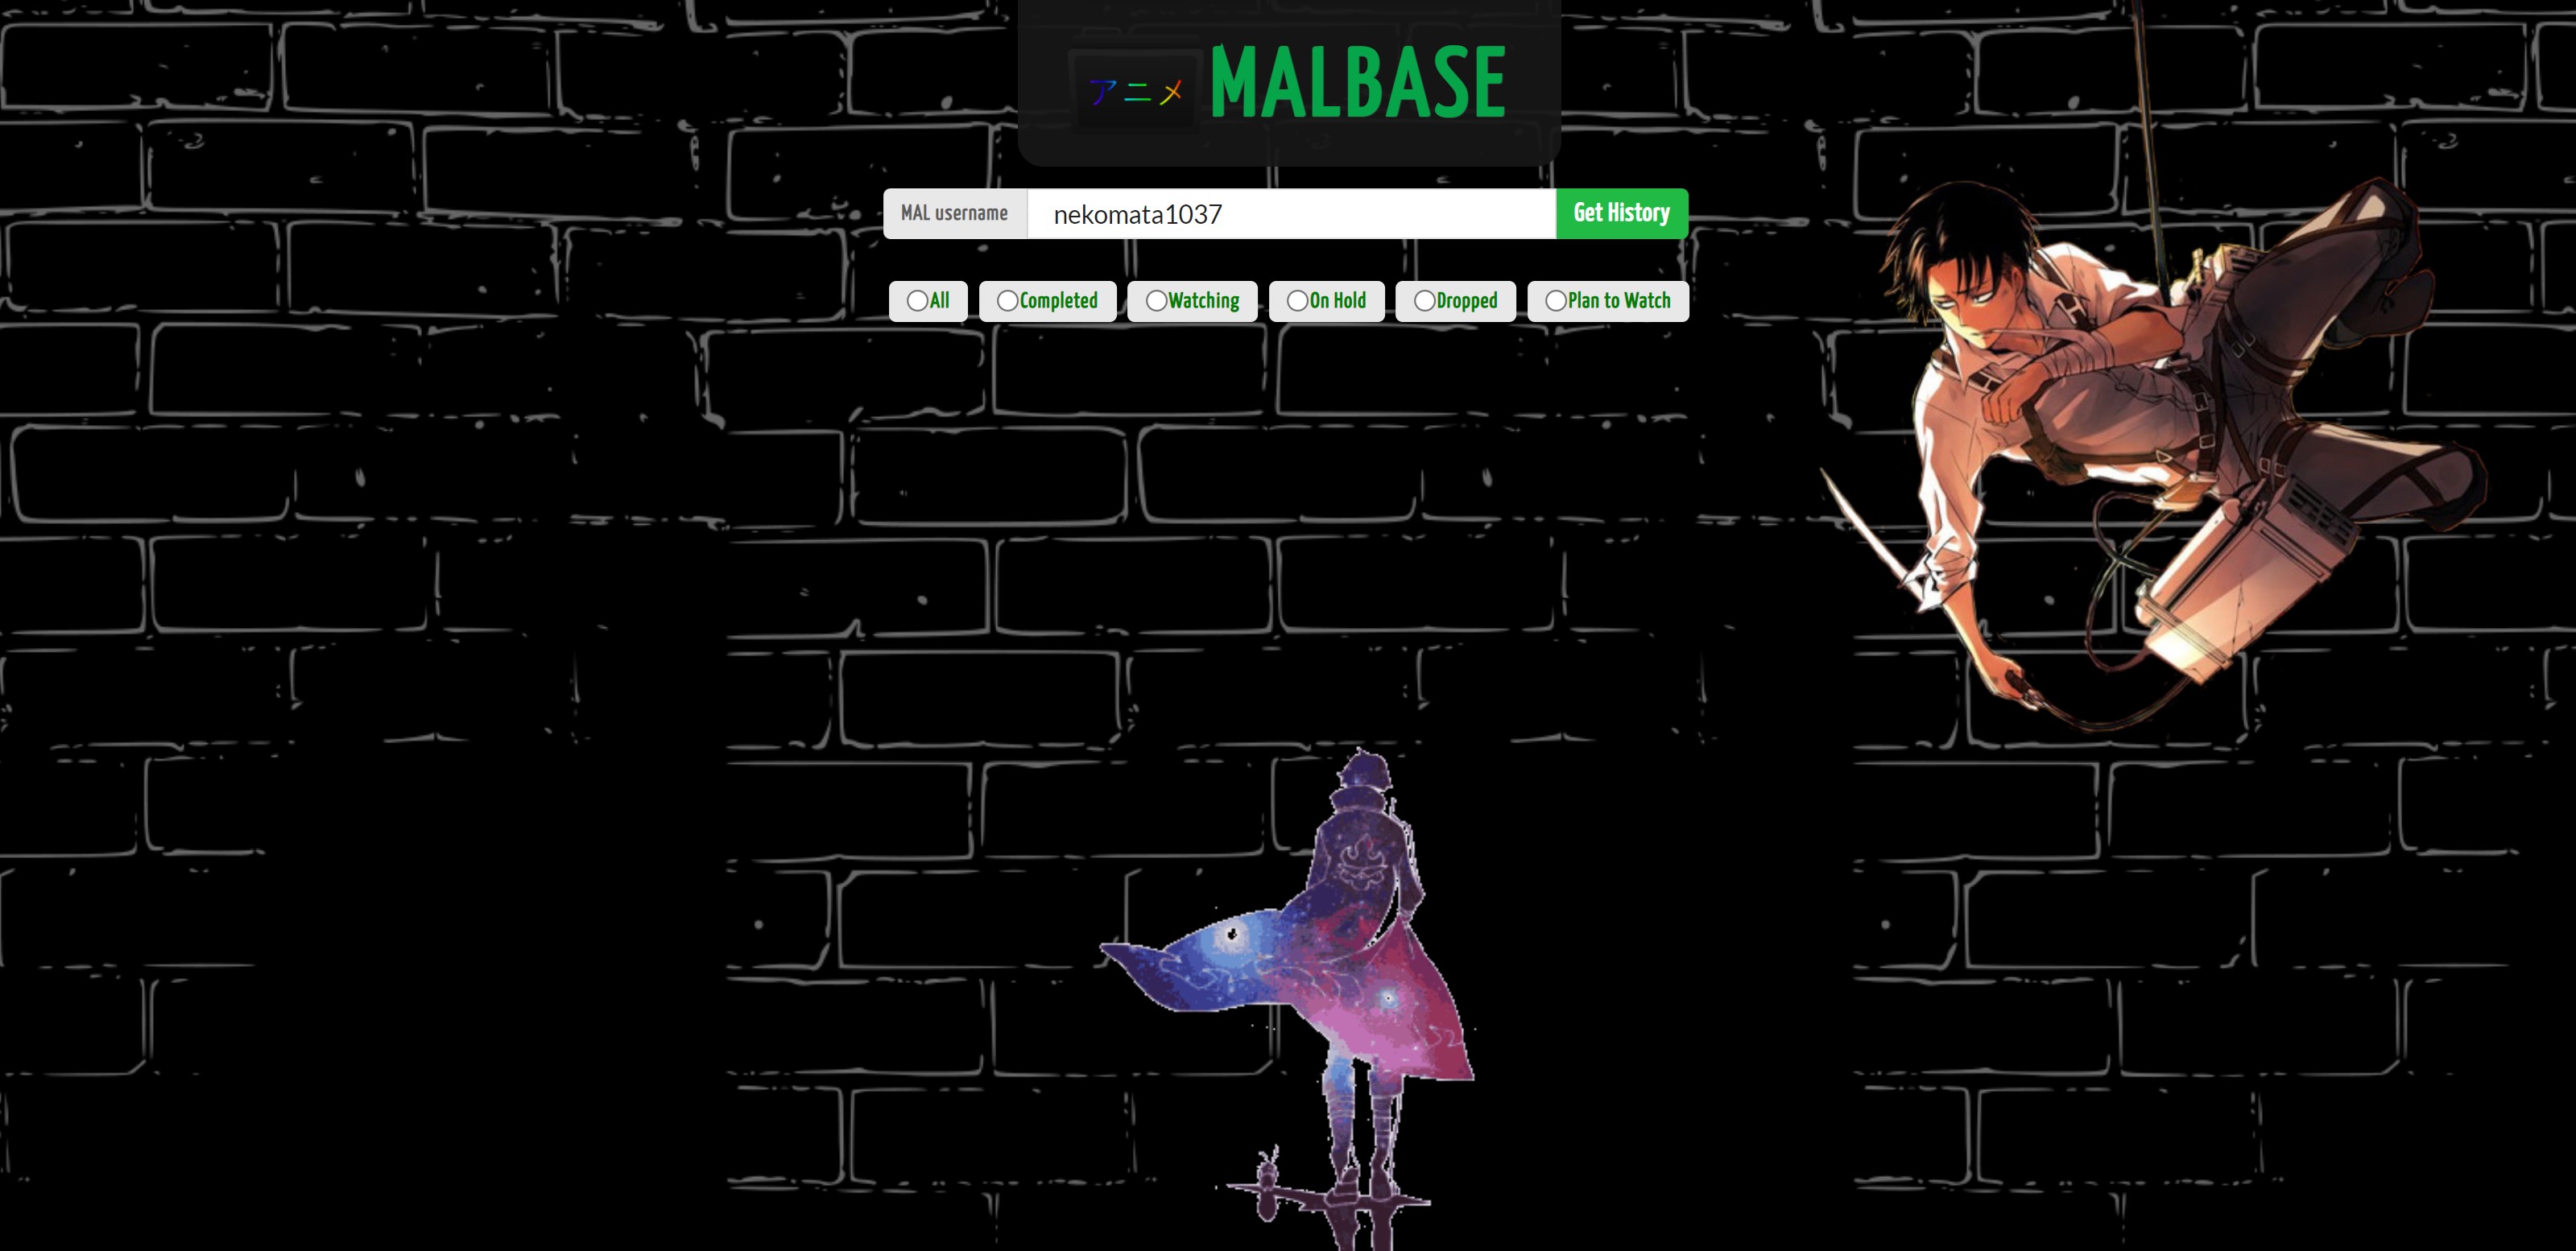 アニメ MALBASE
MAL username nekomata1037 Get History
All Completed Watching On Hold Dropped Plan to Watch